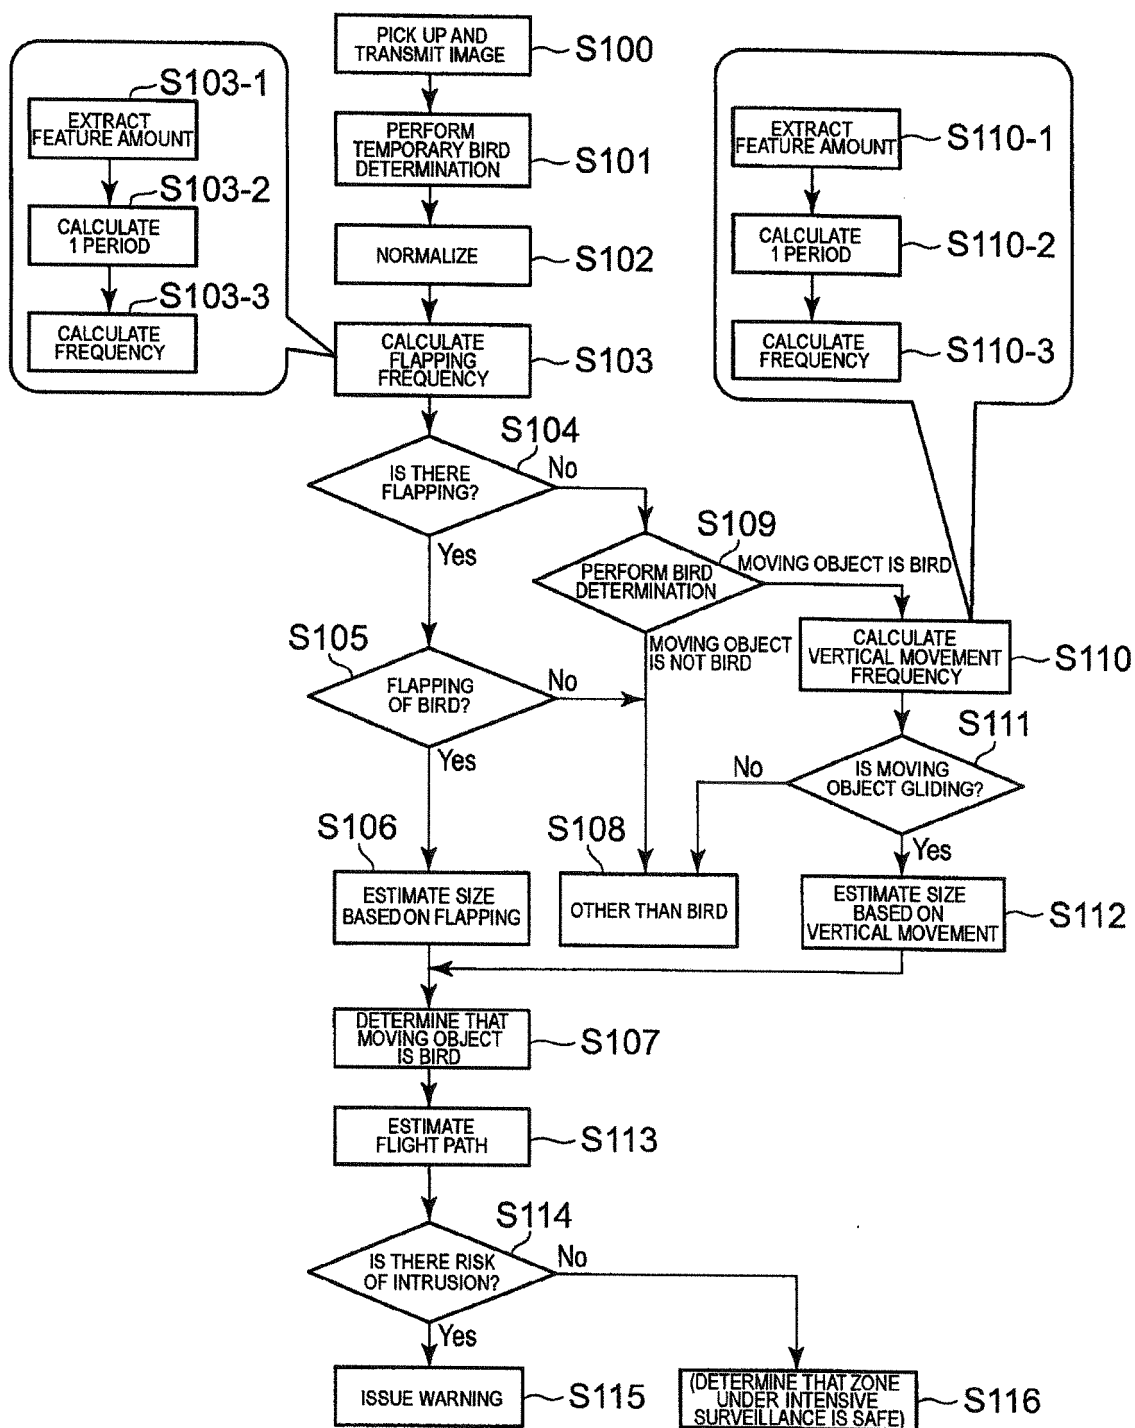 PICK UP AND
TRANSMIT IMAGE
S100
S103-1
EXTRACT
FEATURE AMOUNT
S103-2
CALCULATE
1 PERIOD
S103-3
CALCULATE
FREQUENCY
PERFORM
TEMPORARY BIRD
DETERMINATION
S101
NORMALIZE
S102
CALCULATE
FLAPPING
FREQUENCY
S103
EXTRACT
FEATURE AMOUNT
S110-1
CALCULATE
1 PERIOD
S110-2
CALCULATE
FREQUENCY
S110-3
S104
IS THERE
FLAPPING?
No
Yes
S109
PERFORM BIRD
DETERMINATION
MOVING OBJECT IS BIRD
MOVING OBJECT
IS NOT BIRD
CALCULATE
VERTICAL MOVEMENT
FREQUENCY
S110
S105
FLAPPING
OF BIRD?
No
Yes
S111
IS MOVING
OBJECT GLIDING?
No
Yes
S106
ESTIMATE SIZE
BASED ON FLAPPING
S108
OTHER THAN BIRD
ESTIMATE SIZE
BASED ON
VERTICAL MOVEMENT
S112
DETERMINE THAT
MOVING OBJECT
IS BIRD
S107
ESTIMATE
FLIGHT PATH
S113
S114
IS THERE RISK
OF INTRUSION?
No
Yes
ISSUE WARNING
S115
(DETERMINE THAT ZONE
UNDER INTENSIVE
SURVEILLANCE IS SAFE)
S116